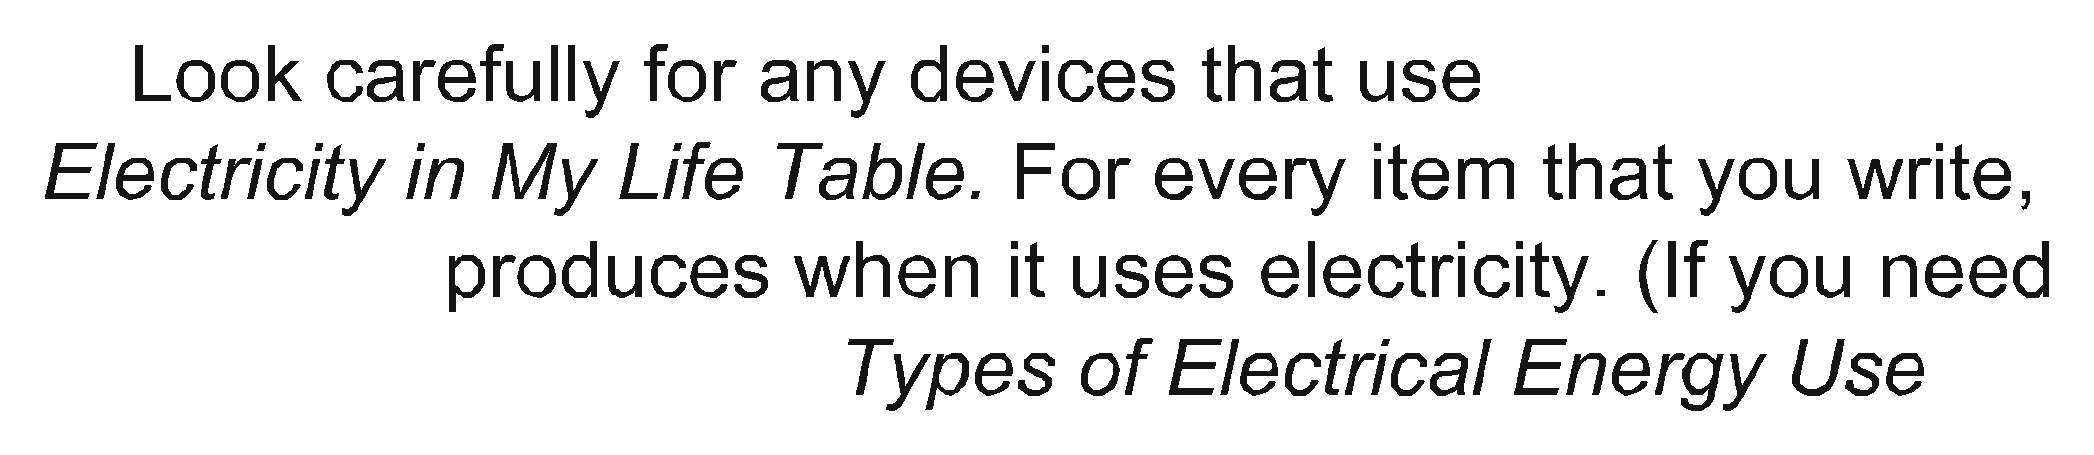 Look carefully for any devices that use
Electricity in My Life Table. For every item that you write,
produces when it uses electricity. (If you need
Types of Electrical Energy Use